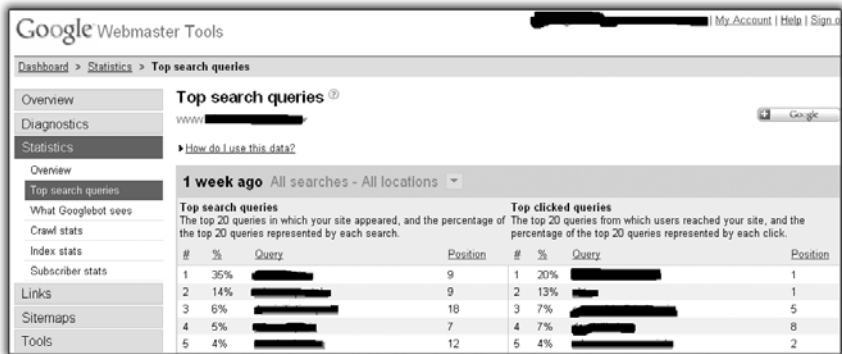 Google Webmaster Tools
My Account | Help | Sign o
Dashboard > Statistics > Top search queries
Overview
Diagnostics
Statistics
Overview
Top search queries
What Googlebot sees
Crawl stats
Index stats
Subscriber stats
Links
Sitemaps
Tools
Top search queries ?
www
Google
How do I use this data?
1 week ago All searches - All locations
Top search queries
The top 20 queries in which your site appeared, and the percentage of
the top 20 queries represented by each search.
# % Query Position
1 35% 9
2 14% 9
3 6% 18
4 5% 7
5 4% 12
Top clicked queries
The top 20 queries from which users reached your site, and the
percentage of the top 20 queries represented by each click.
# % Query Position
1 20% 1
2 13% 1
3 7% 5
4 7% 8
5 4% 2